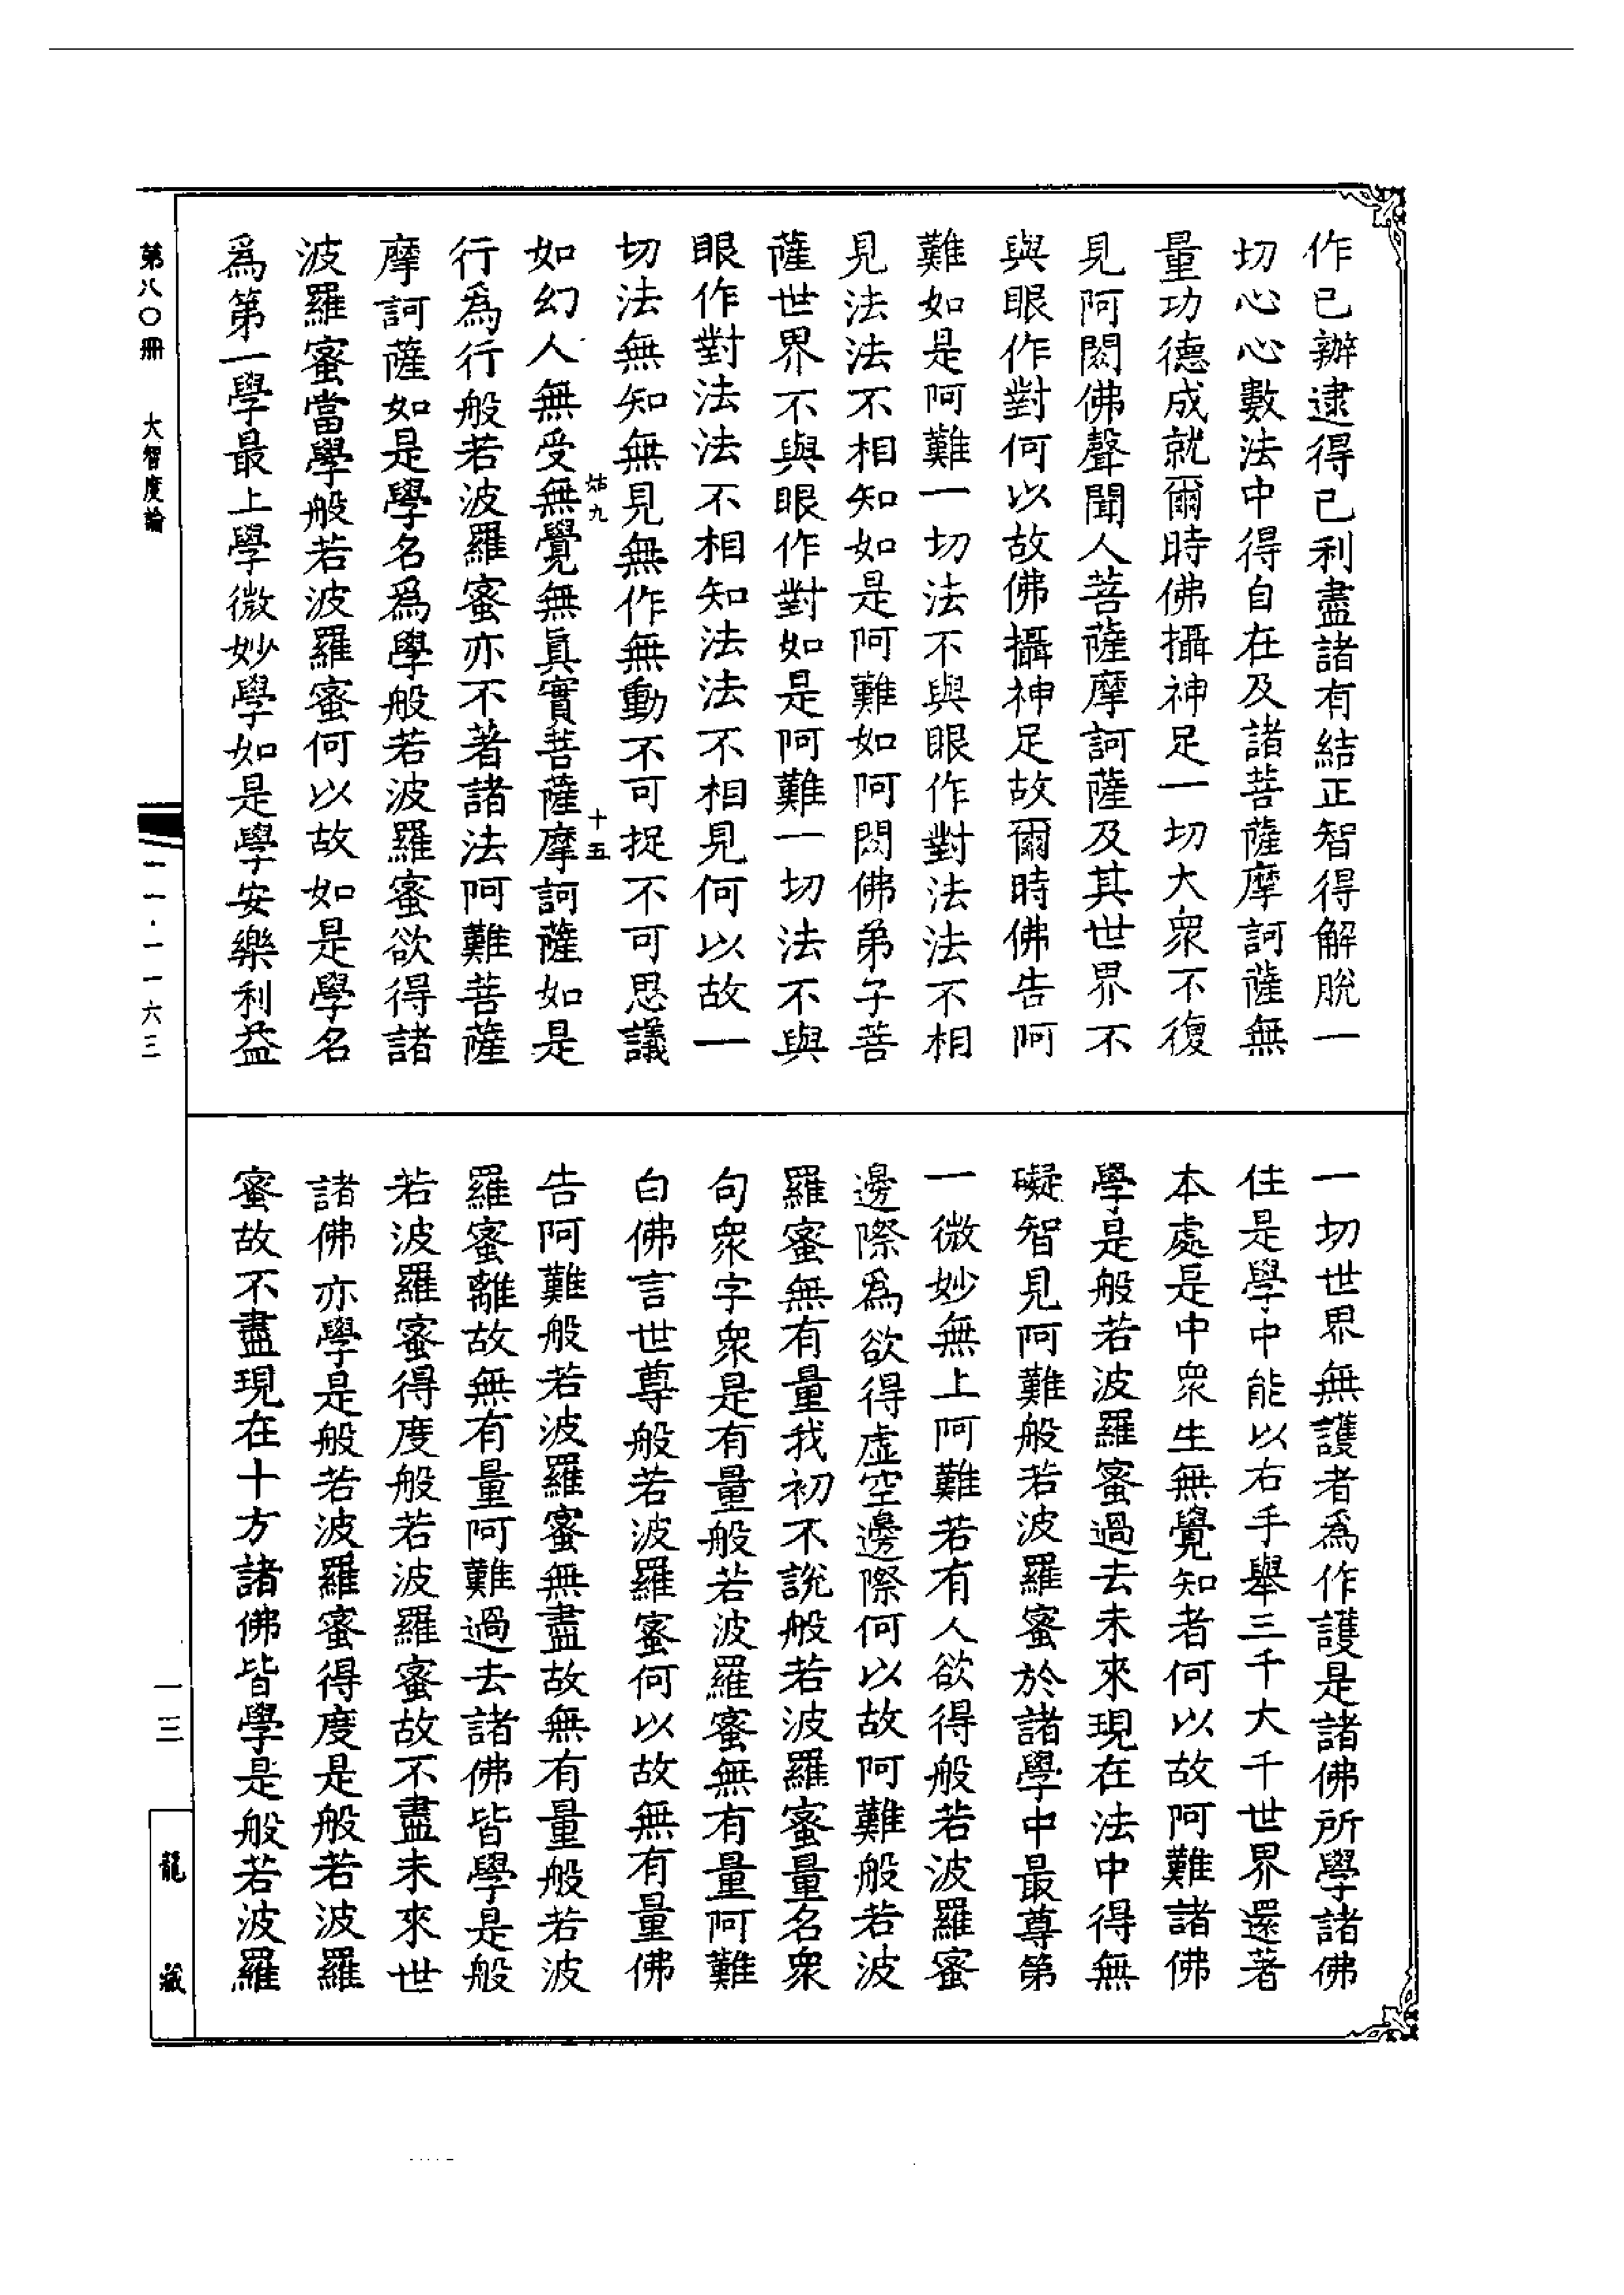 作已辦逮得已利盡諸有結正智得解脫一
切心心數法中得自在及諸菩薩摩訶薩無
量功德成就爾時佛攝神足一切大衆不復
見阿閦佛聲聞人菩薩摩訶薩及其世界不
與眼作對何以故佛攝神足故爾時佛告阿
難如是阿難一切法不與眼作對法法不相
見法法不相知如是阿難如阿閦佛弟子菩
薩世界不與眼作對如是阿難一切法不與
眼作對法法不相知法法不相見何以故一
切法無知無見無作無動不可捉不可思議
姑九
十五
如幻人無受無覺無眞實菩薩摩訶薩如是
行爲行般若波羅蜜亦不著諸法阿難菩薩
摩訶薩如是學名爲學般若波羅蜜欲得諸
波羅蜜當學般若波羅蜜何以故如是學名
爲第一學最上學微妙學如是學安樂利益
一切世界無護者爲作護是諸佛所學諸佛
住是學中能以右手舉三千大千世界還著
本處是中衆生無覺知者何以故阿難諸佛
學是般若波羅蜜過去未來現在法中得無
礙智見阿難般若波羅蜜於諸學中最尊第
一微妙無上阿難若有人欲得般若波羅蜜
邊際爲欲得虛空邊際何以故阿難般若波
羅蜜無有量我初不說般若波羅蜜量名衆
句衆字衆是有量般若波羅蜜無有量阿難
白佛言世尊般若波羅蜜何以故無有量佛
告阿難般若波羅蜜無盡故無有量般若波
羅蜜離故無有量阿難過去諸佛皆學是般
若波羅蜜得度般若波羅蜜故不盡未來世
諸佛亦學是般若波羅蜜得度是般若波羅
蜜故不盡現在十方諸佛皆學是般若波羅
第八〇冊 大智度論
一一·一一六三
一三
龍藏